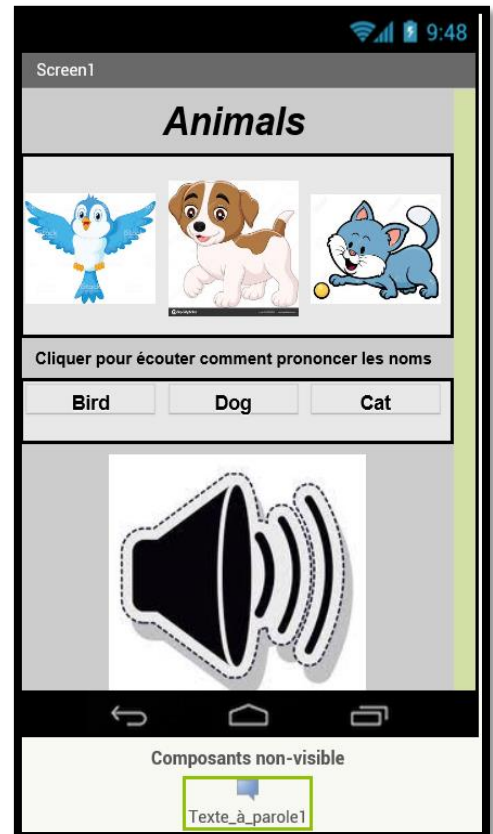 9:48
Screen1
Animals
Cliquer pour écouter comment prononcer les noms
Bird Dog Cat
Composants non-visible
Texte_à_parole1